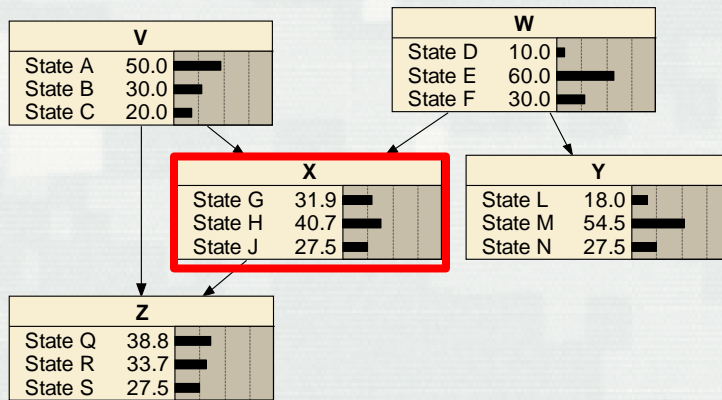 V
State A 50.0
State B 30.0
State C 20.0
W
State D 10.0
State E 60.0
State F 30.0
X
State G 31.9
State H 40.7
State J 27.5
Y
State L 18.0
State M 54.5
State N 27.5
Z
State Q 38.8
State R 33.7
State S 27.5